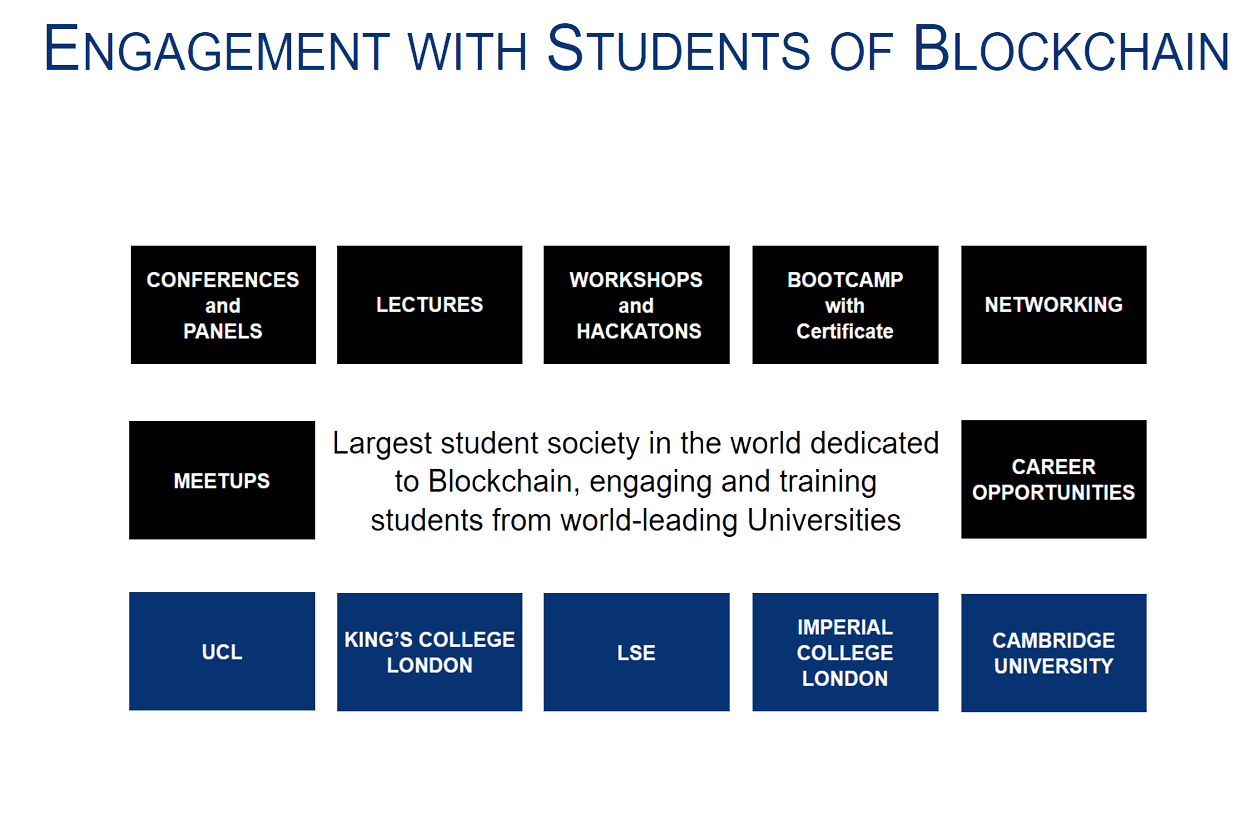 ENGAGEMENT WITH STUDENTS OF BLOCKCHAIN
CONFERENCES
and
PANELS
LECTURES
WORKSHOPS
and
HACKATONS
BOOTCAMP
with
Certificate
NETWORKING
MEETUPS
Largest student society in the world dedicated
to Blockchain, engaging and training
students from world-leading Universities
CAREER
OPPORTUNITIES
UCL
KING’S COLLEGE
LONDON
LSE
IMPERIAL
COLLEGE
LONDON
CAMBRIDGE
UNIVERSITY